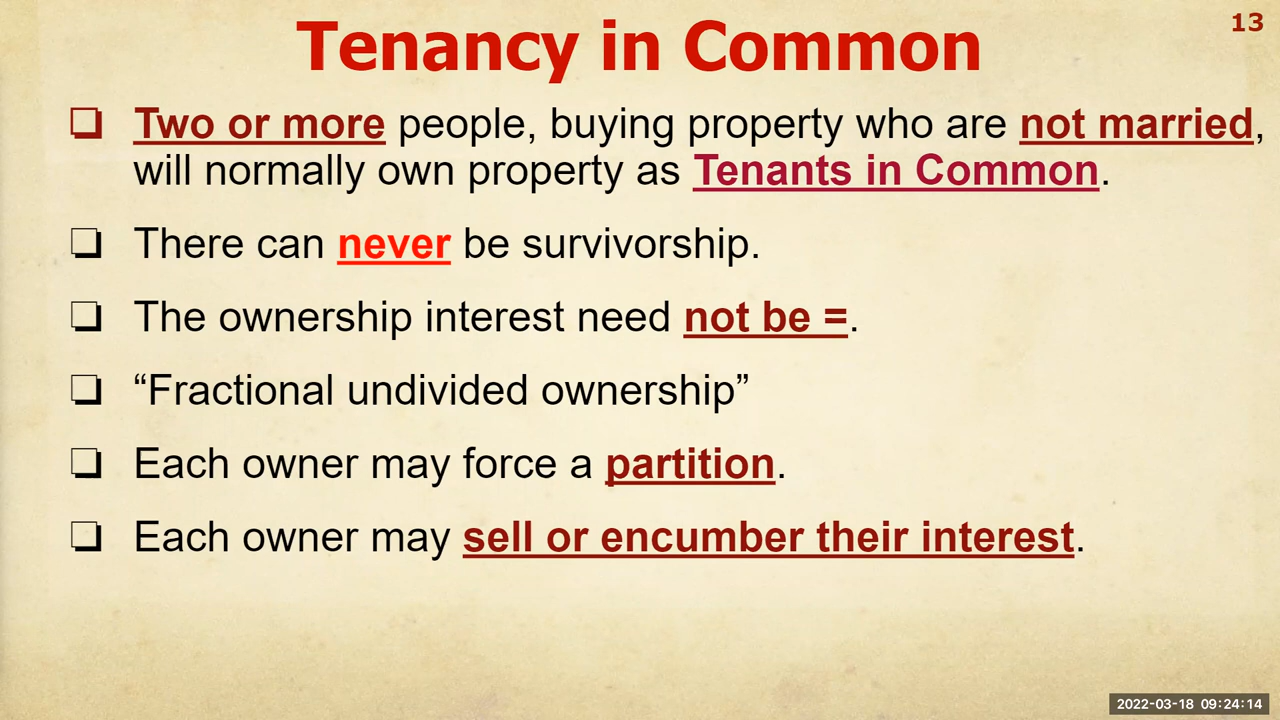 13
Tenancy in Common
❑ Two or more people, buying property who are not married,
will normally own property as Tenants in Common.
❑ There can never be survivorship.
❑ The ownership interest need not be =.
❑ “Fractional undivided ownership”
❑ Each owner may force a partition.
❑ Each owner may sell or encumber their interest.
2022-03-18 09:24:14